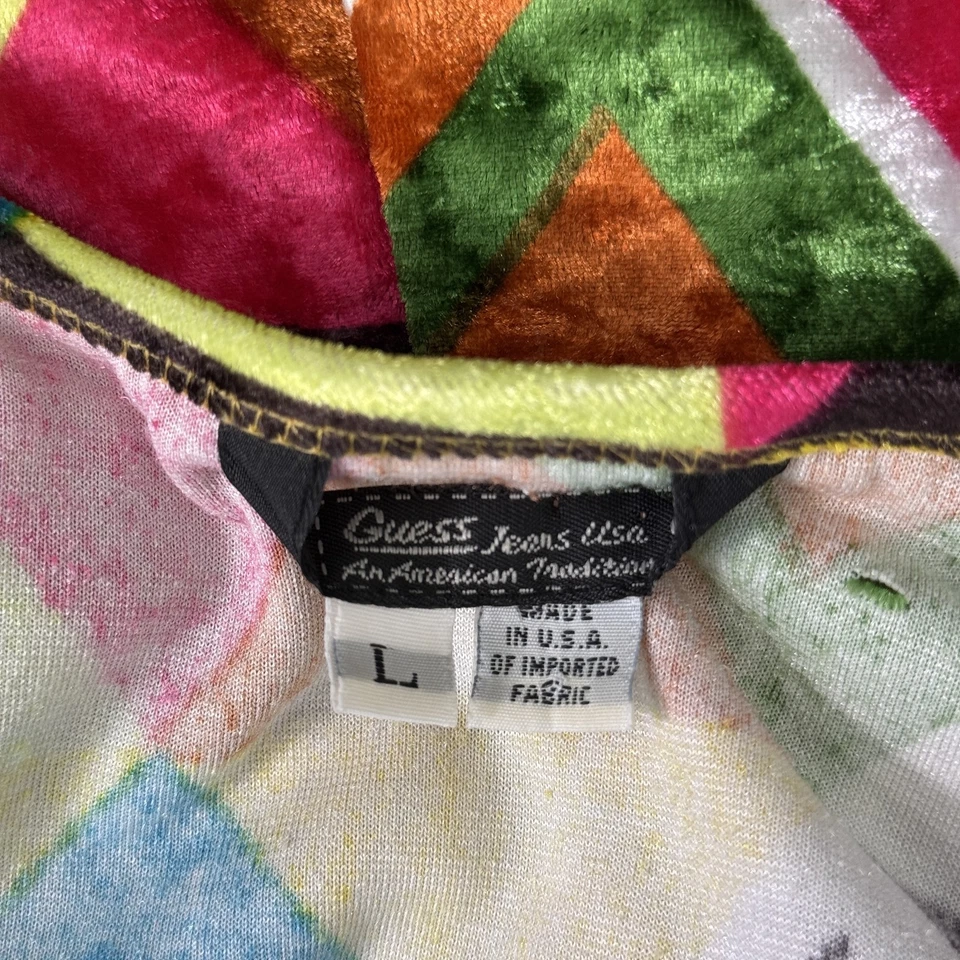 Guess Jeans Usa
An American Tradition
L
MADE
IN U.S.A.
OF IMPORTED
FABRIC